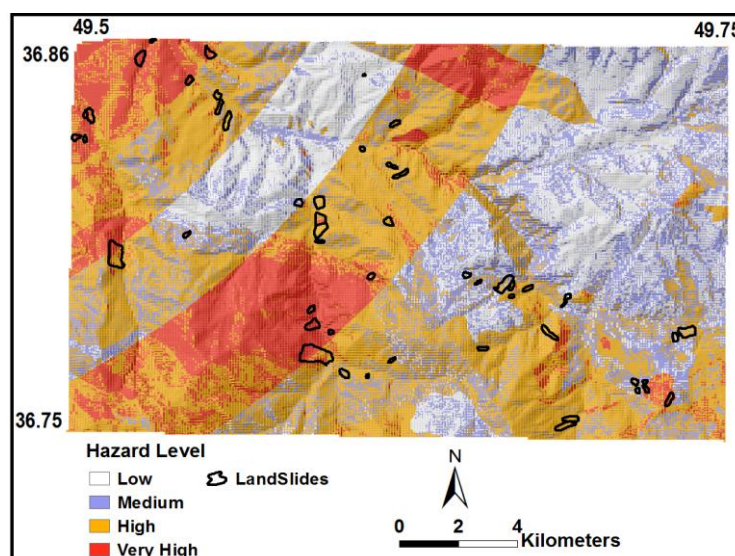 49.5
49.75
36.86
36.75
Hazard Level
Low
LandSlides
Medium
High
Very High
N
0 2 4
Kilometers